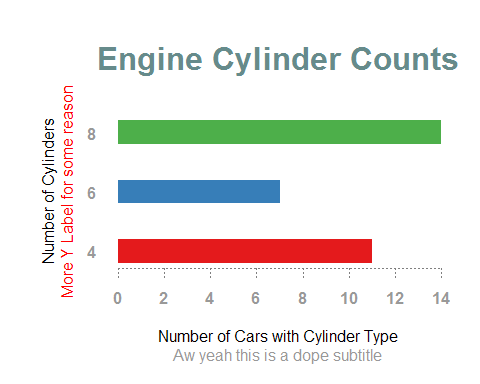 Engine Cylinder Counts
Number of Cylinders
More Y Label for some reason
8
6
4
0 2 4 6 8 10 12 14
Number of Cars with Cylinder Type
Aw yeah this is a dope subtitle